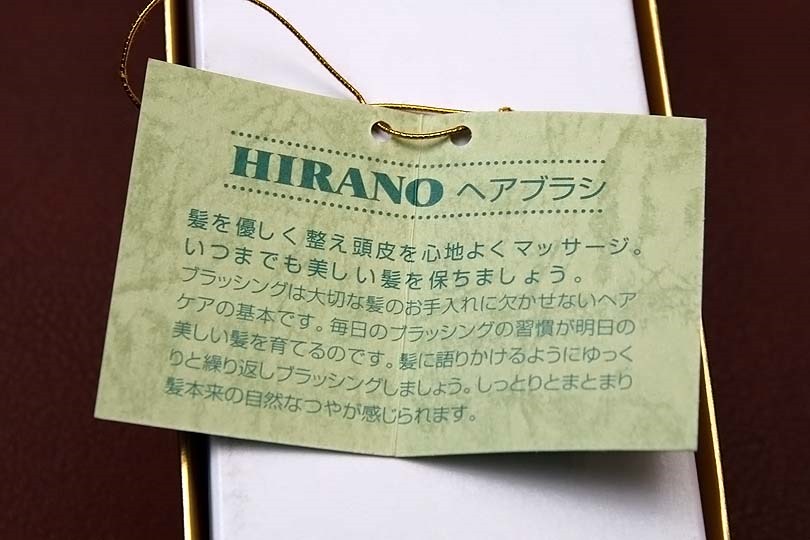 HIRANO ヘアブラシ
髪を優しく整え頭皮を心地よくマッサージ。
いつまでも美しい髪を保ちましょう。
ブラッシングは大切な髪のお手入れに欠かせないヘア
ケアの基本です。毎日のブラッシングの習慣が明日の
美しい髪を育てるのです。髪に語りかけるようにゆっく
りと繰り返しブラッシングしましょう。しっとりとまとまり
髪本来の自然なつやが感じられます。